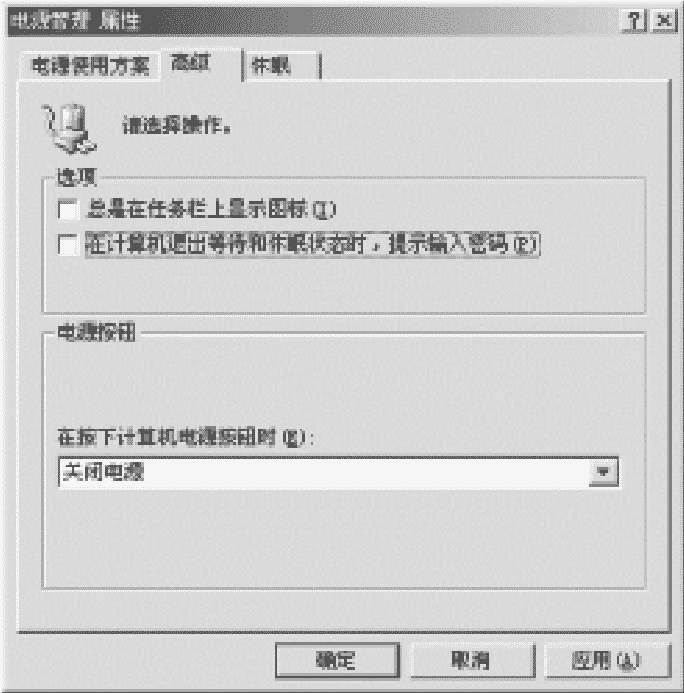 电源管理 属性
电源使用方案 高级 休眠
请选择操作。
选项
总是在任务栏上显示图标(I)
在计算机退出等待和休眠状态时，提示输入密码(P)
电源按钮
在按下计算机电源按钮时(E):
关闭电源
确定 取消 应用(A)